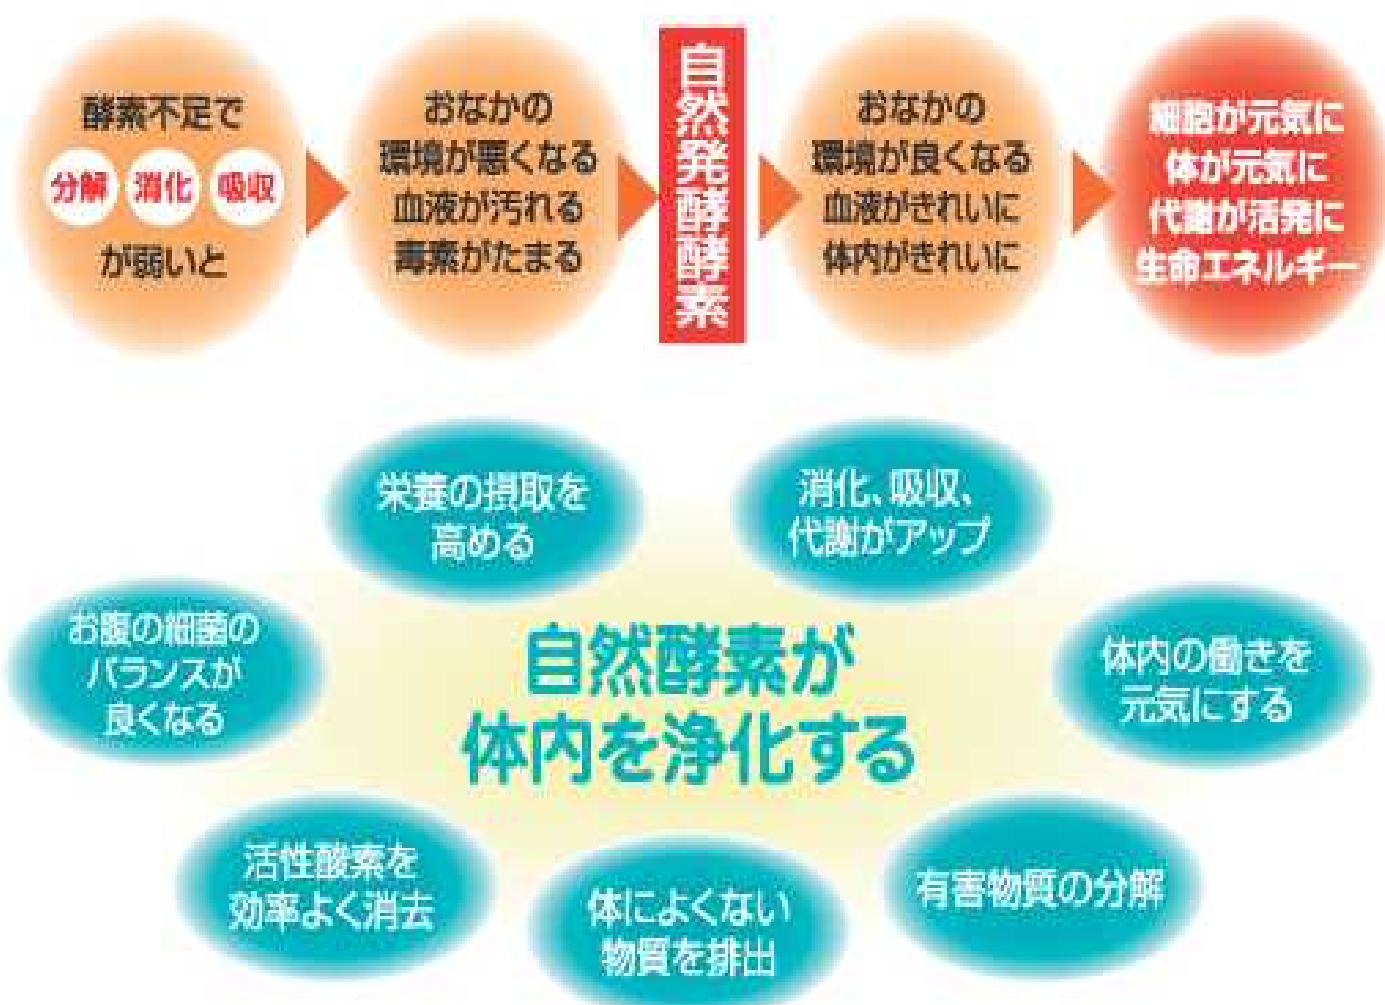 酵素不足で
分解 消化 吸収
が弱いと
おなかの
環境が悪くなる
血液が汚れる
毒素がたまる
自然発酵酵素
おなかの
環境が良くなる
血液がきれいに
体内がきれいに
細胞が元気に
体が元気に
代謝が活発に
生命エネルギー
栄養の摂取を
高める
消化、吸収、
代謝がアップ
お腹の細菌の
バランスが
良くなる
自然酵素が
体内を浄化する
体内の働きを
元気にする
活性酸素を
効率よく消去
体によくない
物質を排出
有害物質の分解